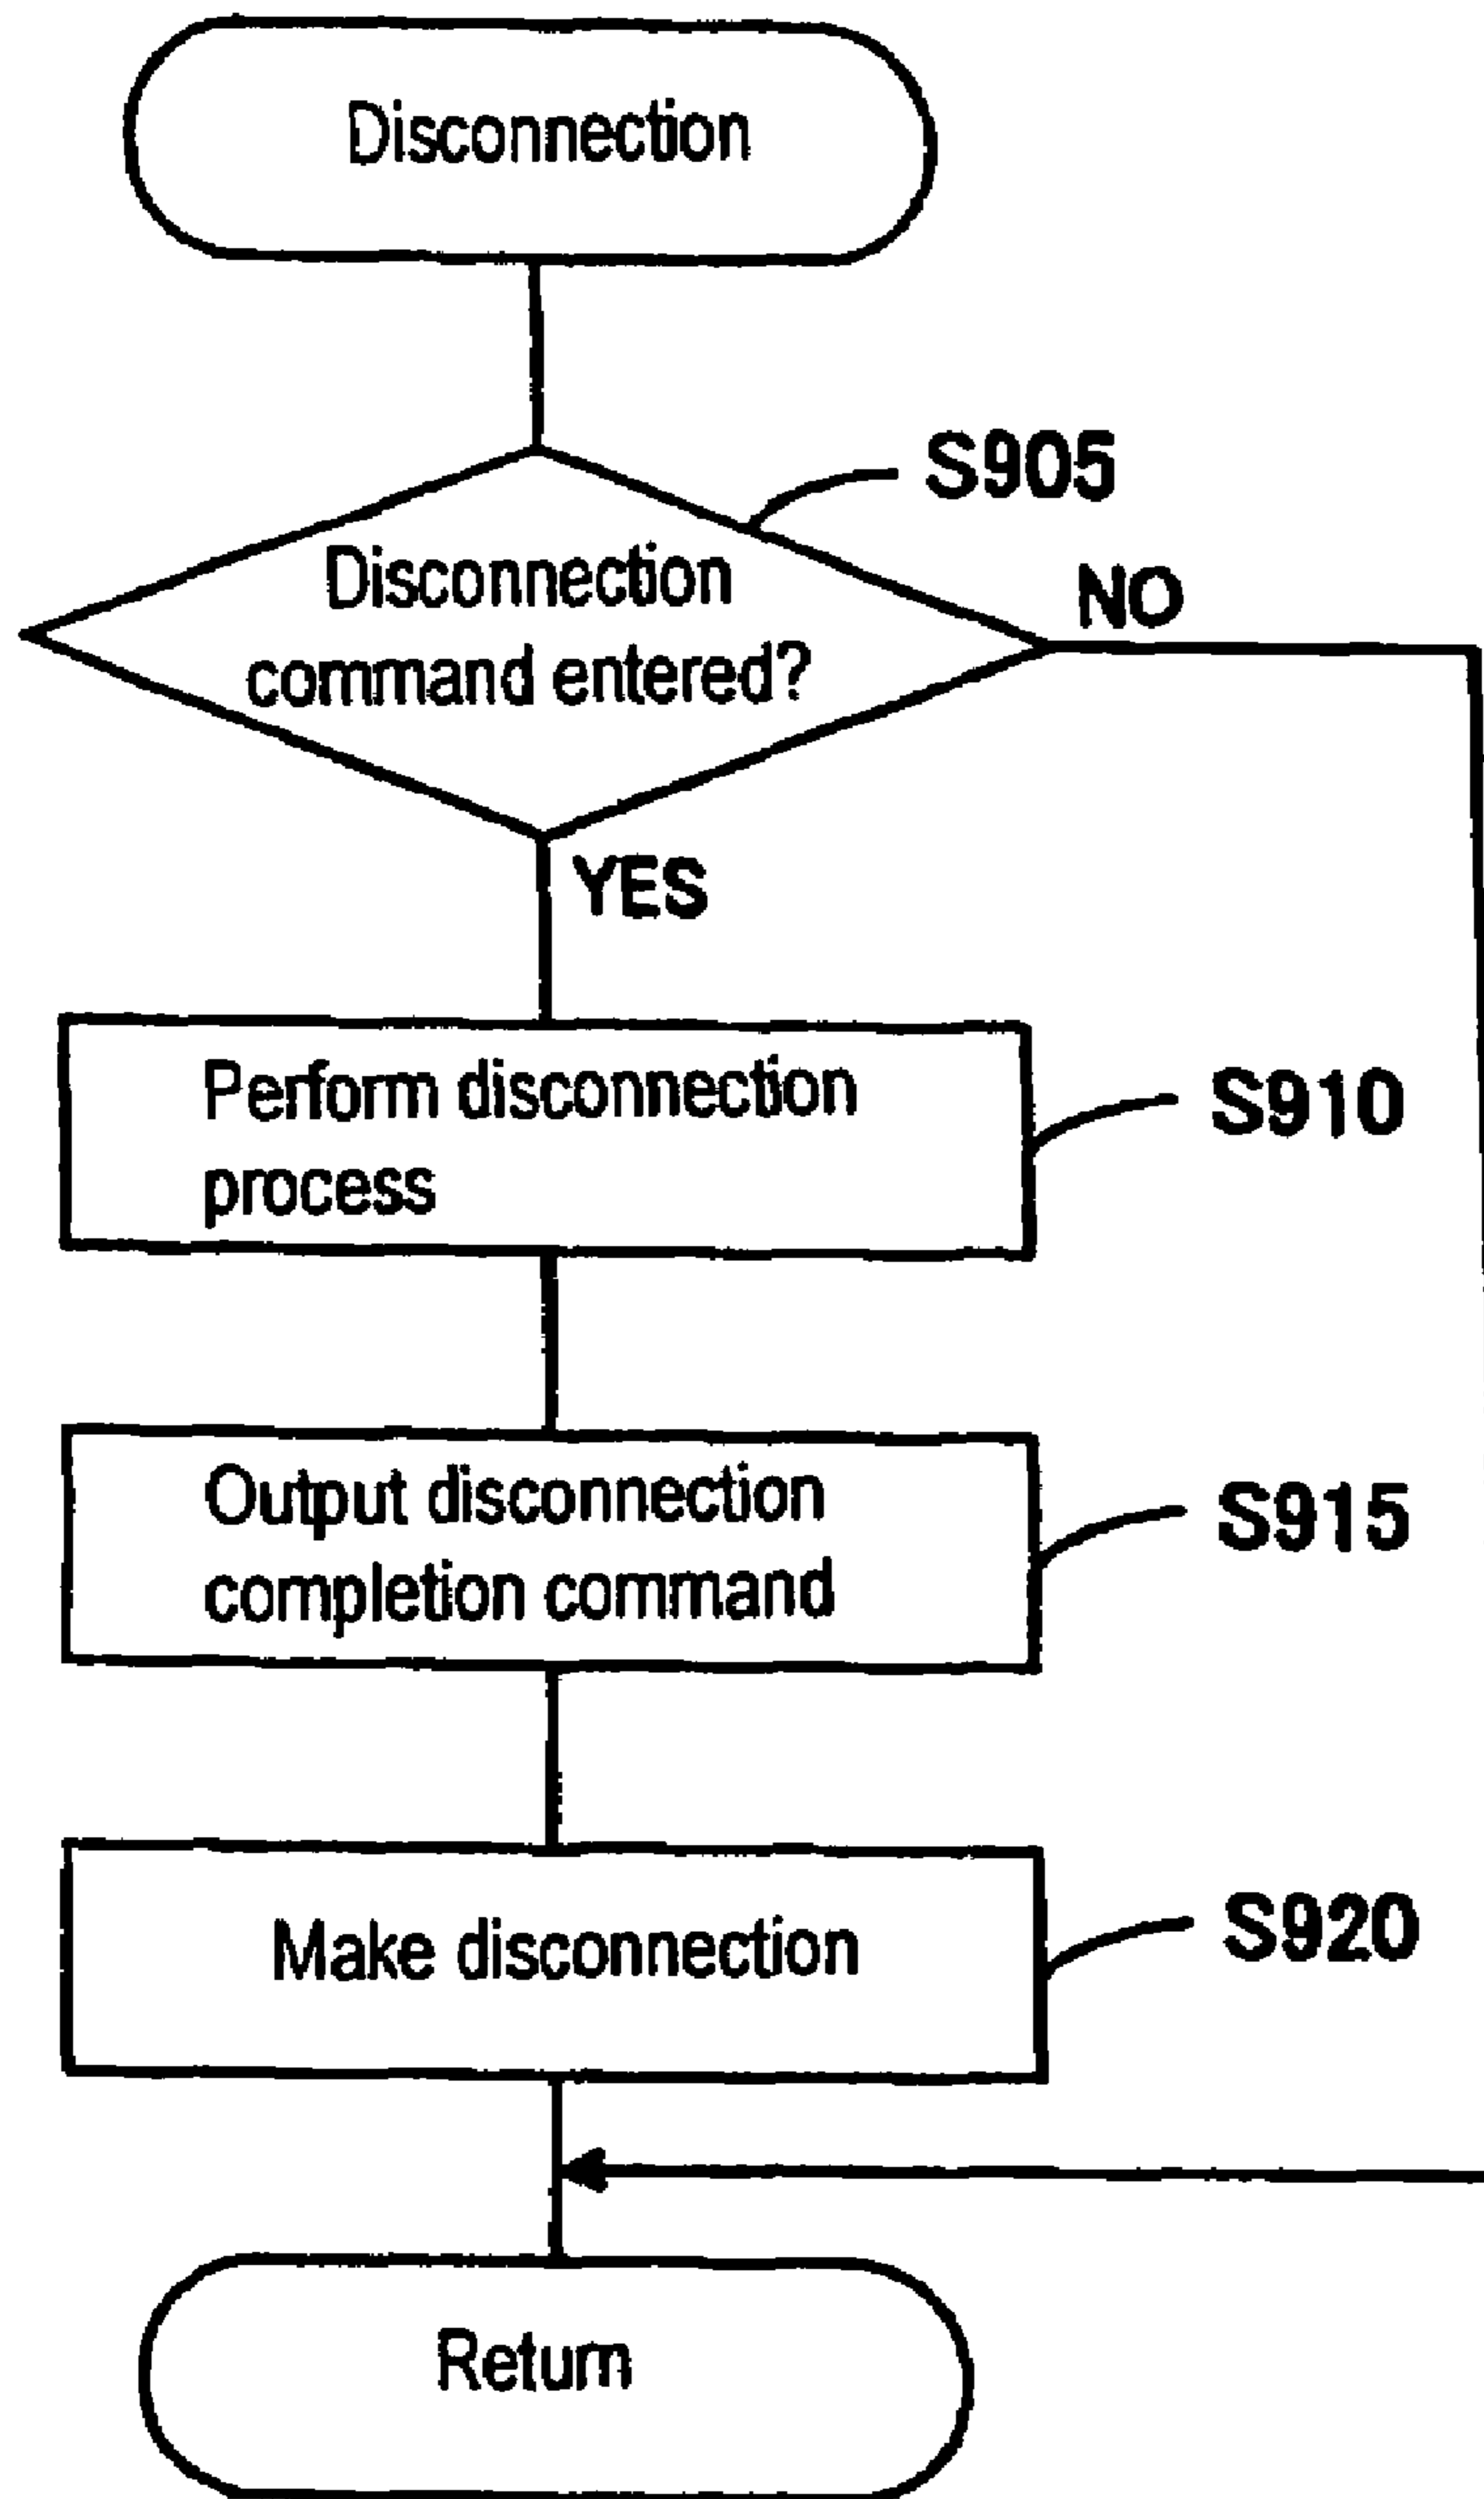 Disconnection
S905
Disconnection
command entered?
NO
YES
Perform disconnection
process
S910
Output disconnection
completion command
S915
Make disconnection
S920
Return